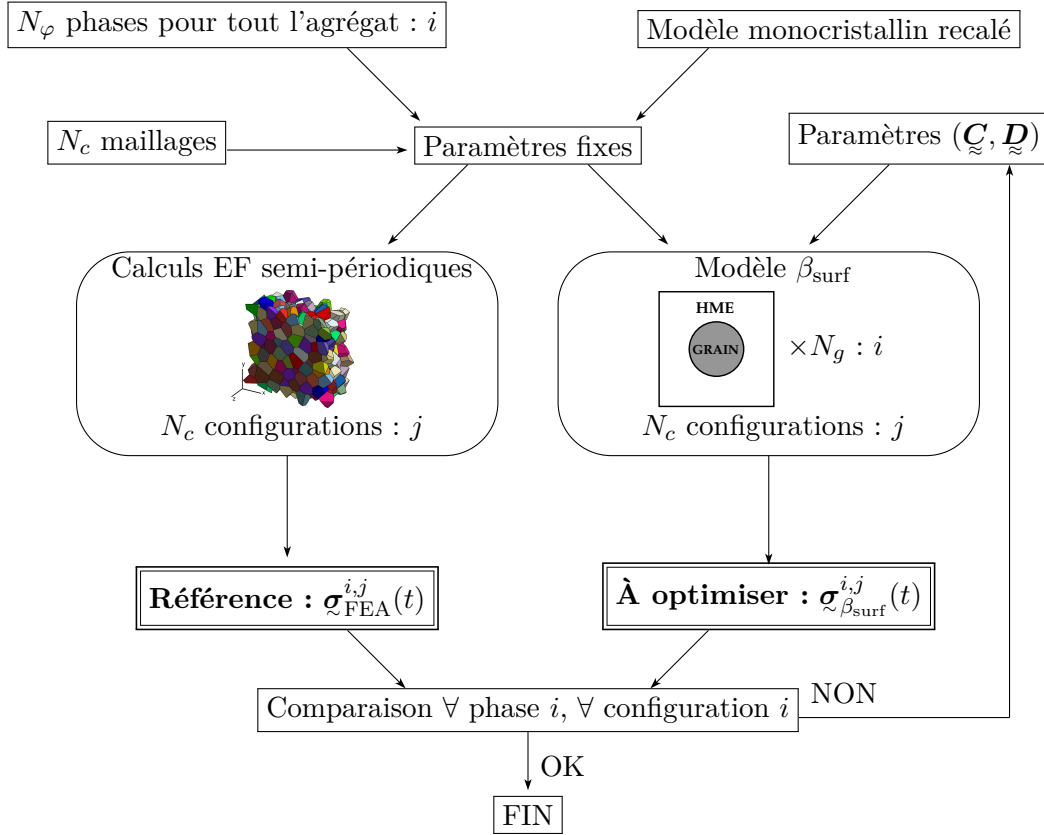 N_φ phases pour tout l'agrégat : i
Modèle monocristallin recalé
N_c maillages
Paramètres fixes
Paramètres (C, D)
Calculs EF semi-périodiques
Modèle β_surf
HME
GRAIN
×N_g : i
y
x
z
N_c configurations : j
N_c configurations : j
Référence : σ^{i,j}_{FEA}(t)
À optimiser : σ^{i,j}_{β_surf}(t)
Comparaison ∀ phase i, ∀ configuration i
NON
OK
FIN